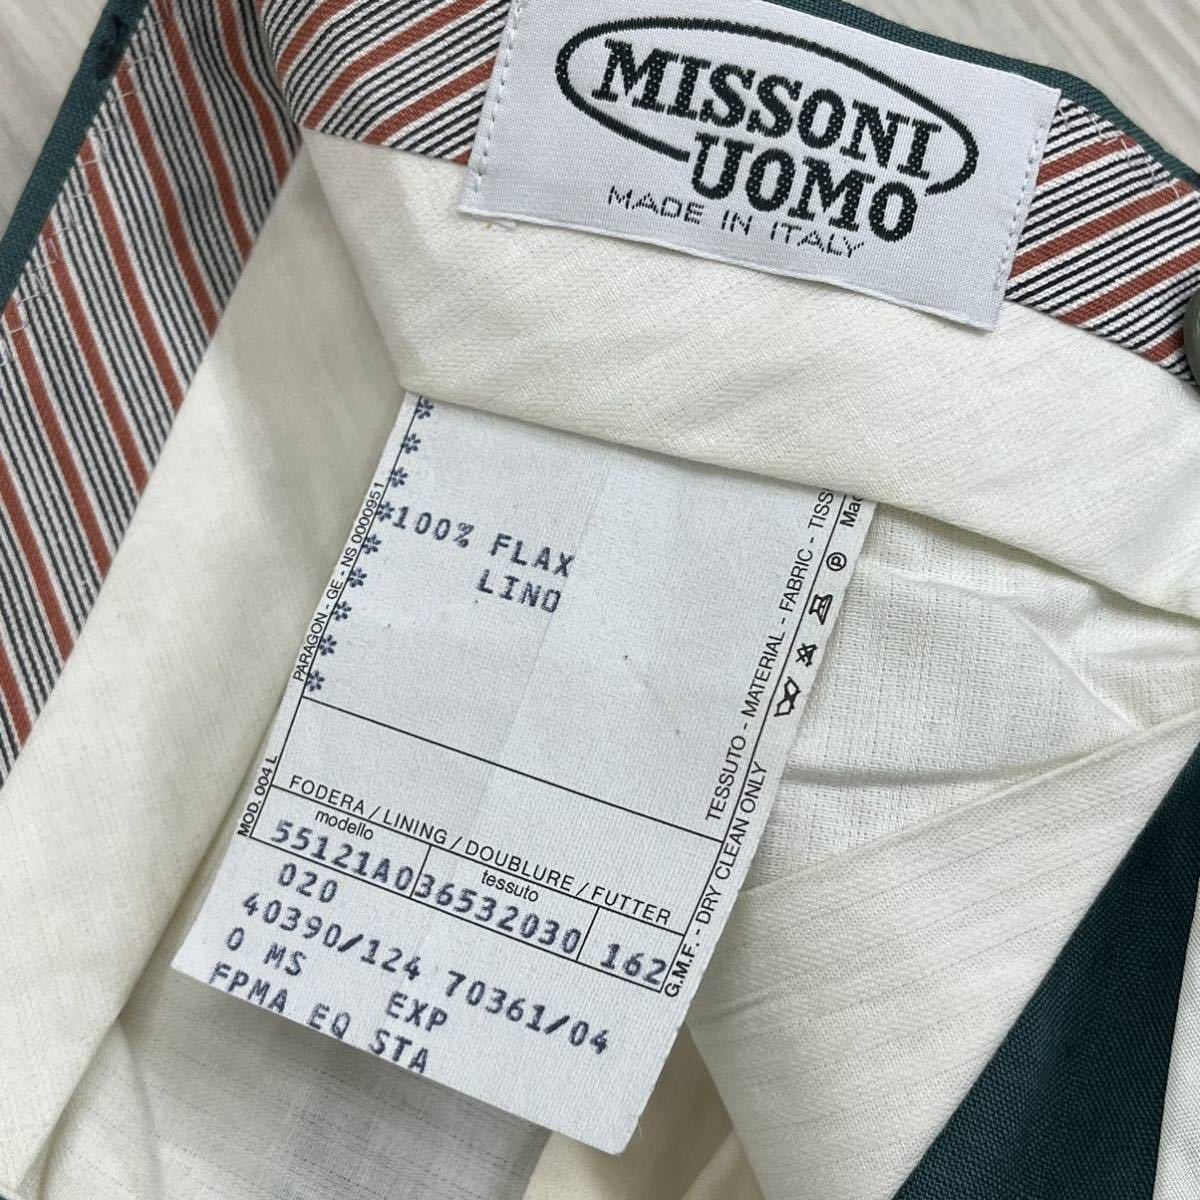 MISSONI
UOMO
MADE IN ITALY
100% FLAX
LINO
PARAGON - GE - NS 0000951
MOD. 004 L
TESSUTO - MATERIAL - FABRIC - TISS
G.M.F. - DRY CLEAN ONLY
P
FODERA / LINING / DOUBLURE / FUTTER
modello
tessuto
55121A036532030 162
020
40390/124 70361/04
0 MS EXP
FPMA EQ STA